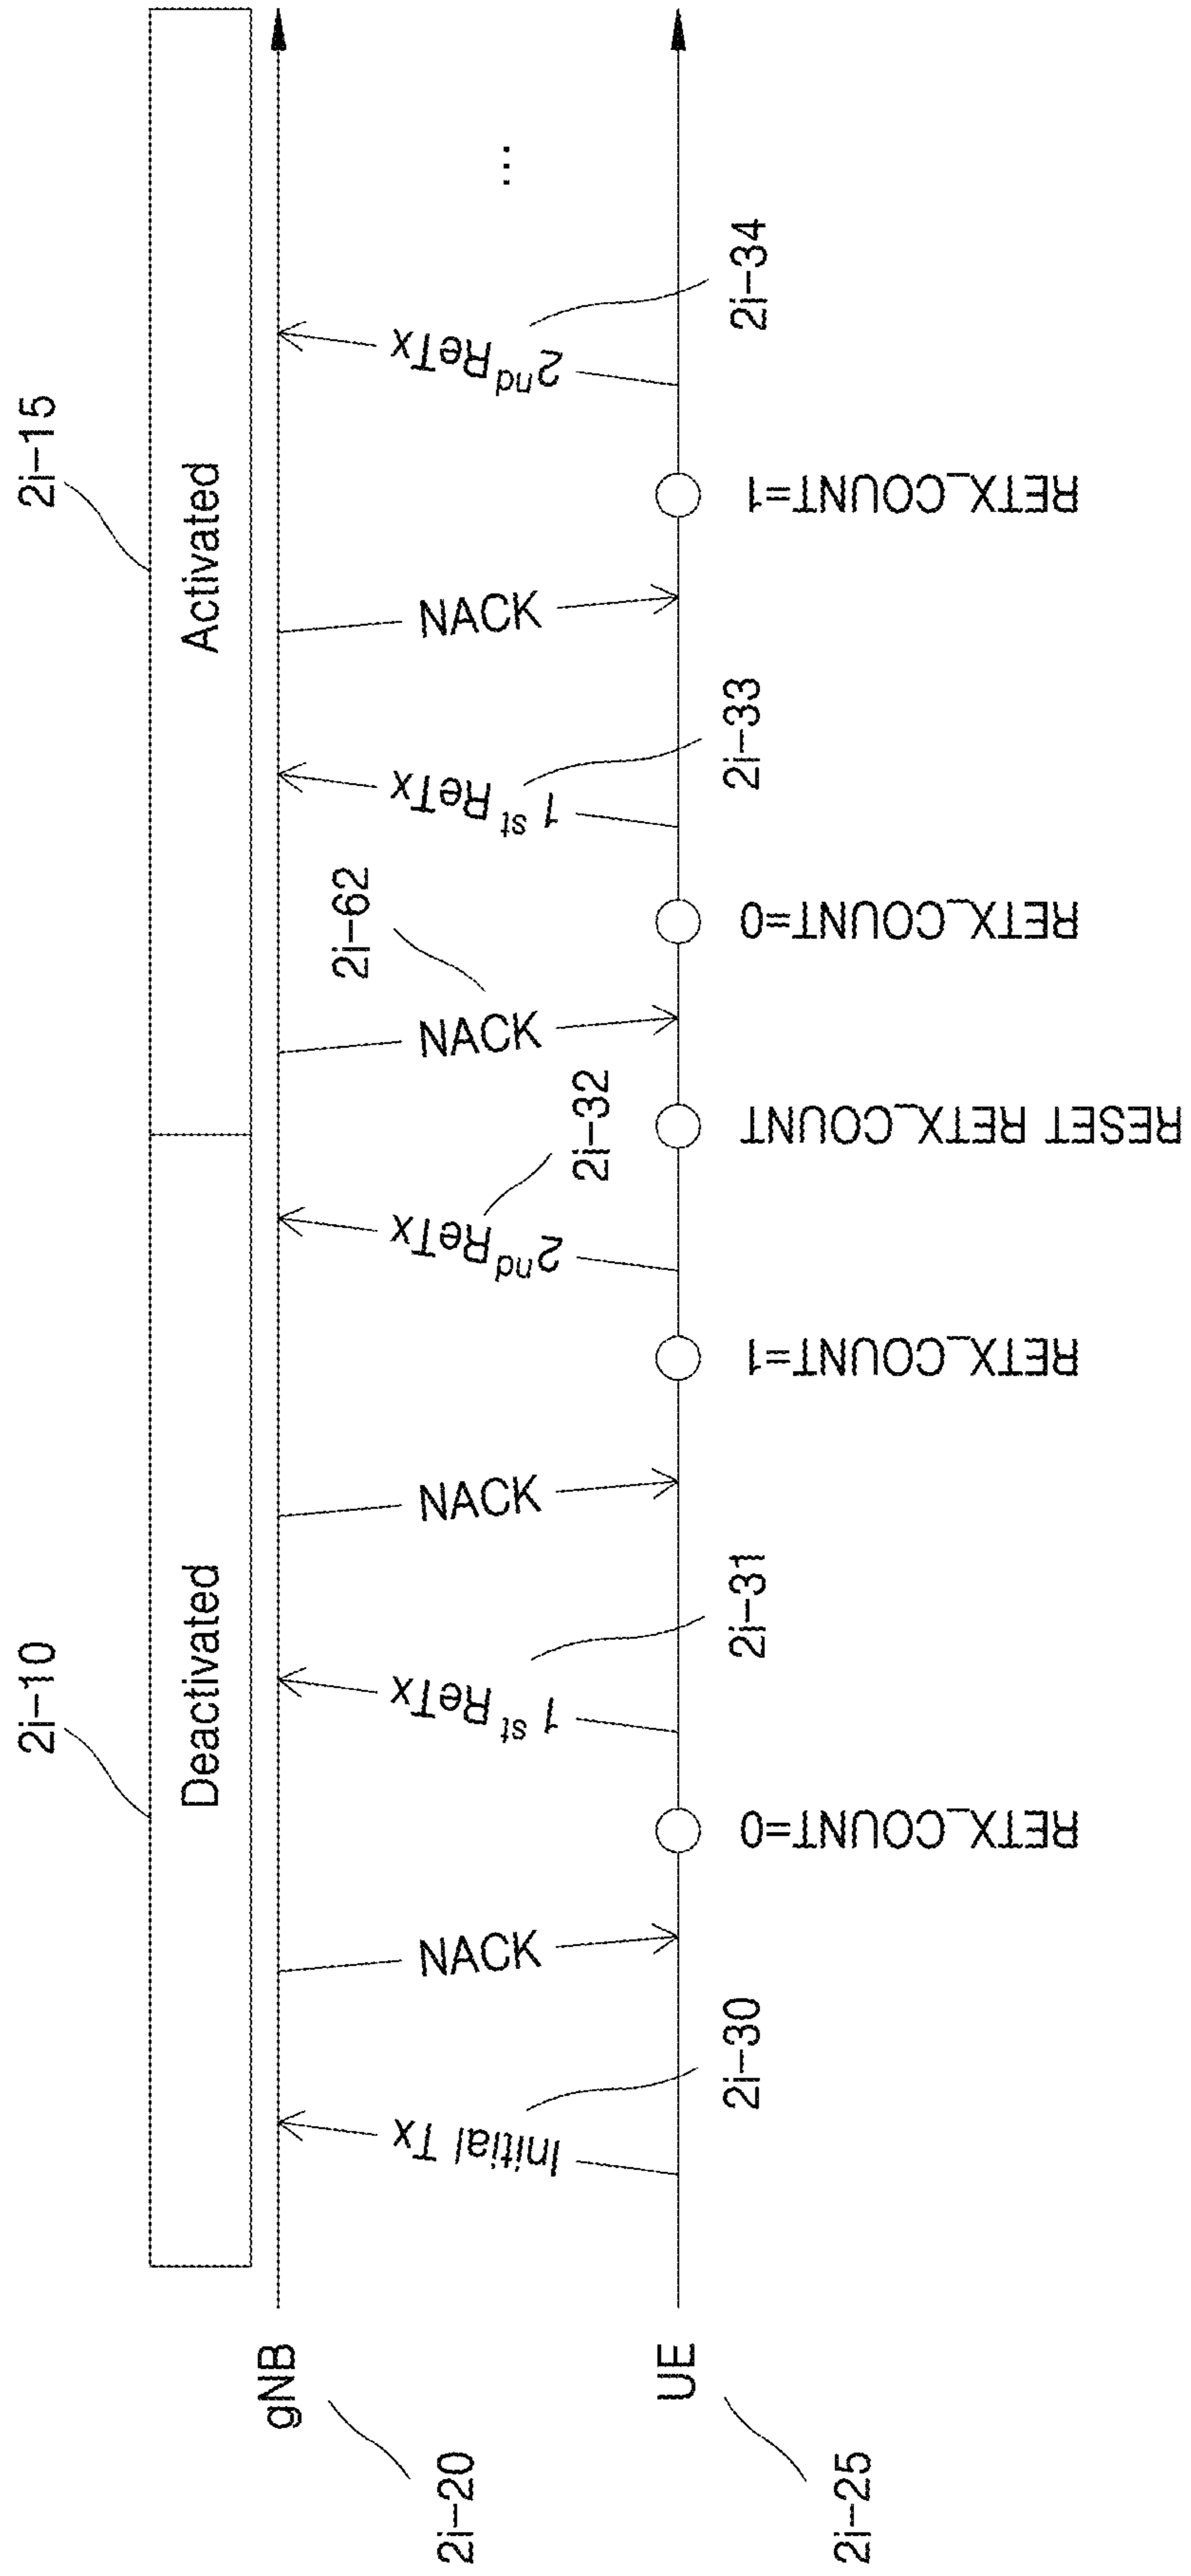 2i-10
2i-15
Deactivated
Activated
gNB
2i-20
Initial Tx
2i-30
NACK
1st ReTx
2i-31
NACK
2nd ReTx
2i-32
NACK
2i-62
1st ReTx
2i-33
NACK
2nd ReTx
2i-34
...
UE
2i-25
RETX_COUNT=0
RETX_COUNT=1
RESET RETX_COUNT
RETX_COUNT=0
RETX_COUNT=1